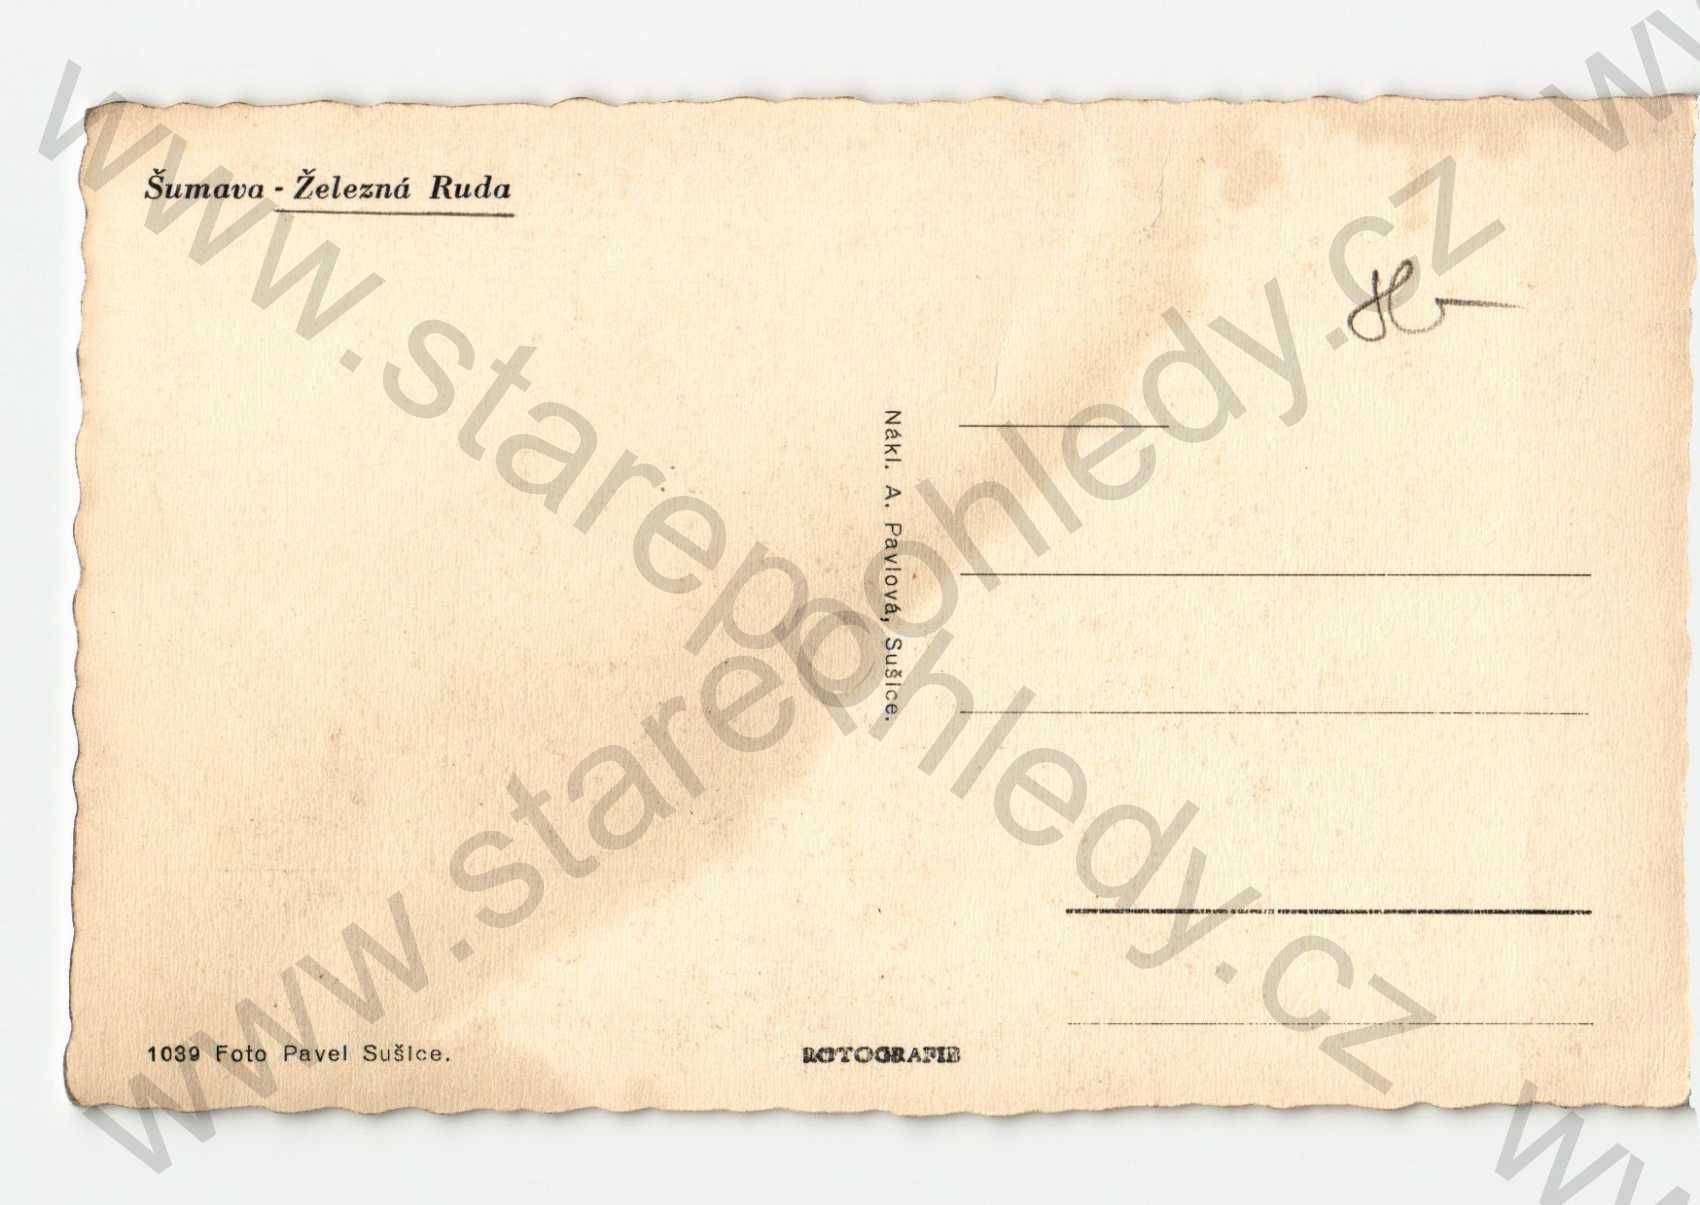 Šumava - Železná Ruda
Nákl. A. Pavlová, Sušice.
1039 Foto Pavel Sušice.
ROTOGRAFIE
www.starepohledy.cz
www.starepohledy.cz